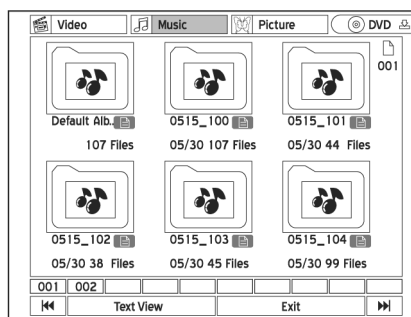 Video Music Picture DVD
001
Default Alb.. 0515_100 0515_101
107 Files 05/30 107 Files 05/30 44 Files
0515_102 0515_103 0515_104
05/30 38 Files 05/30 45 Files 05/30 99 Files
001 002
Text View Exit